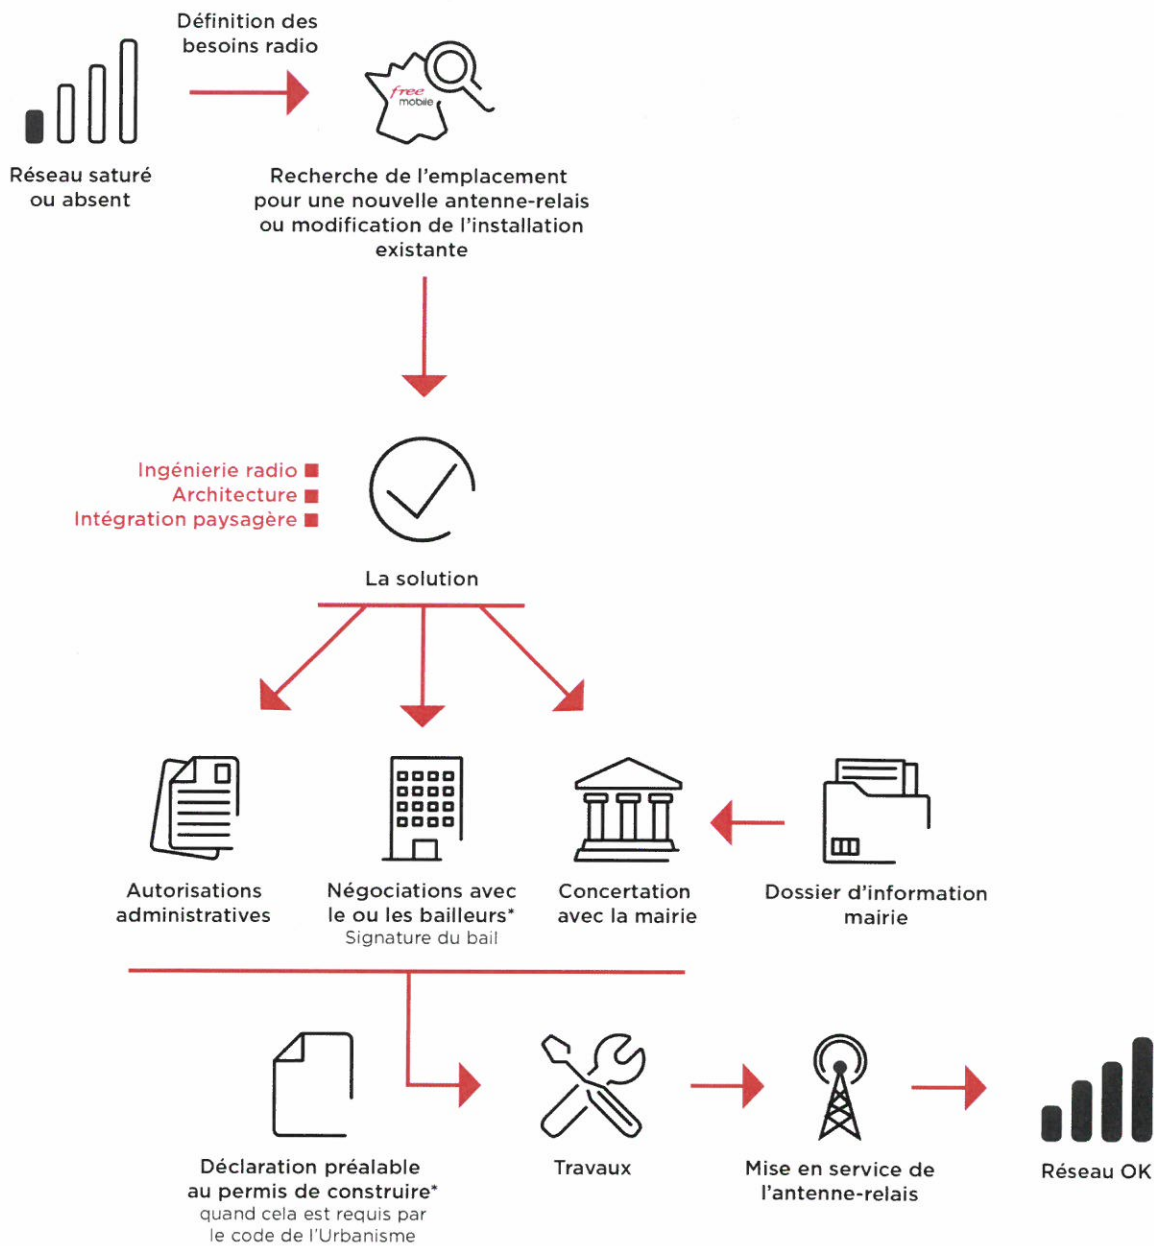 Définition des
besoins radio
free
mobile
Réseau saturé
ou absent
Recherche de l'emplacement
pour une nouvelle antenne-relais
ou modification de l'installation
existante
Ingénierie radio
Architecture
Intégration paysagère
La solution
Autorisations
administratives
Négociations avec
le ou les bailleurs*
Signature du bail
Concertation
avec la mairie
Dossier d'information
mairie
Déclaration préalable
au permis de construire*
quand cela est requis par
le code de l'Urbanisme
Travaux
Mise en service de
l'antenne-relais
Réseau OK